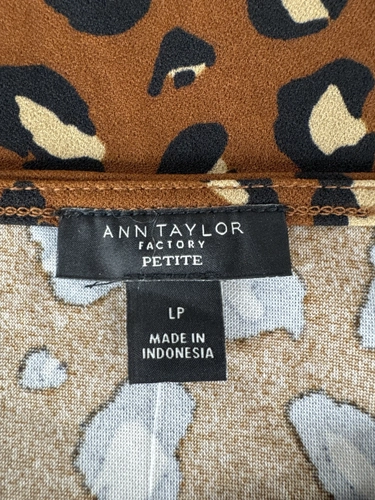 ANN TAYLOR
FACTORY
PETITE
LP
MADE IN
INDONESIA